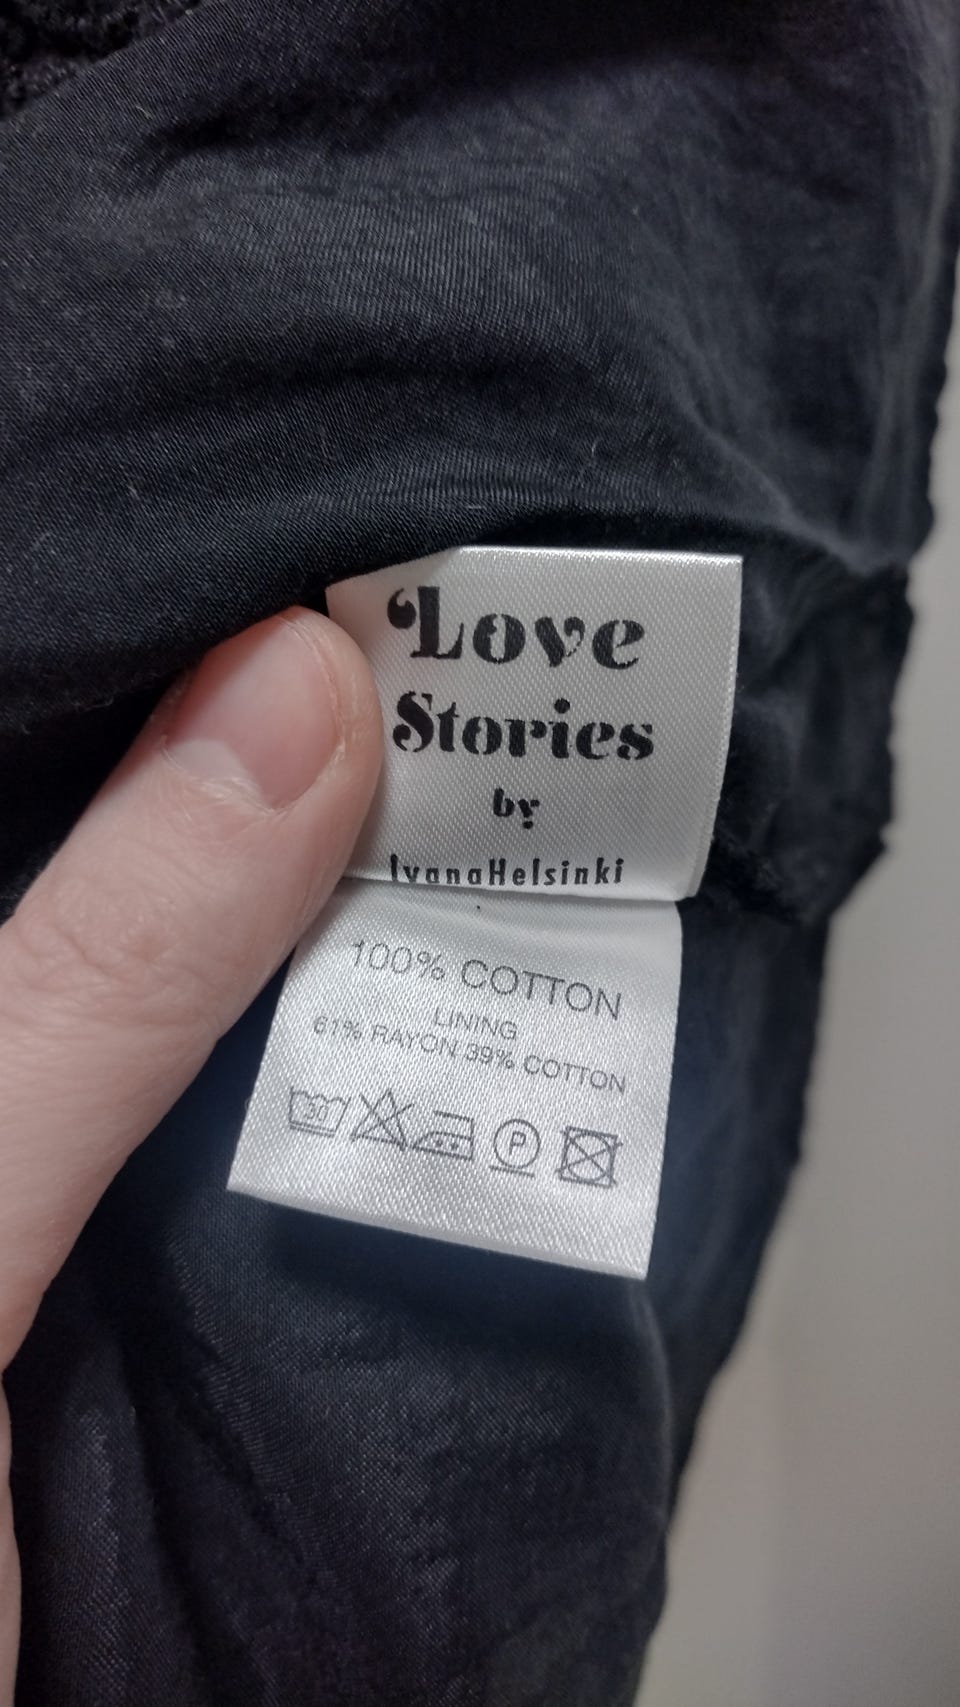 Love
Stories
by
IvanaHelsinki
100% COTTON
LINING
61% RAYON 39% COTTON
30 P